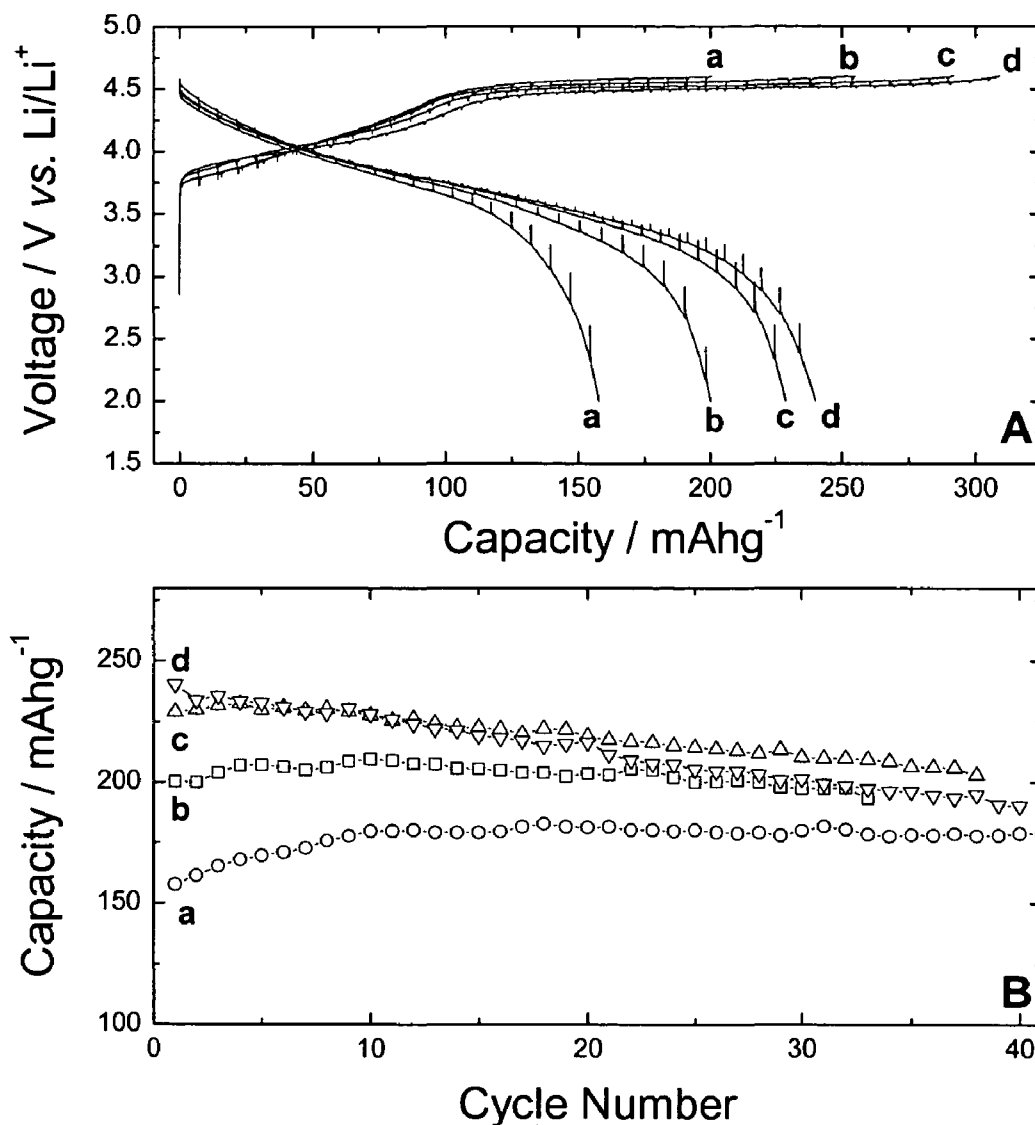 Voltage / V vs. Li/Li⁺
5.0
4.5
4.0
3.5
3.0
2.5
2.0
1.5
a b c d
a b c d
A
0 50 100 150 200 250 300
Capacity / mAhg⁻¹
Capacity / mAhg⁻¹
250
200
150
100
d
c
b
a
B
0 10 20 30 40
Cycle Number